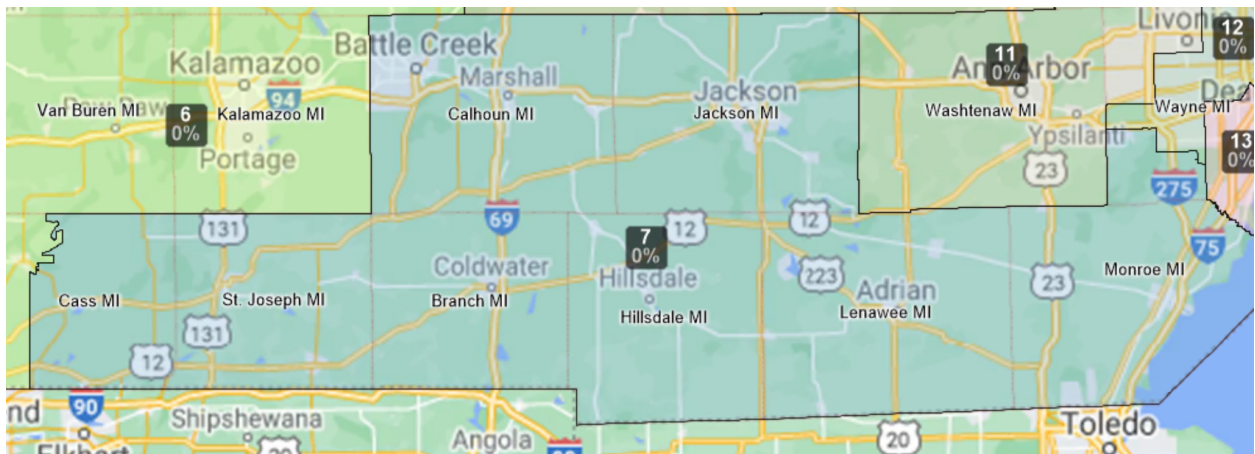 Livonia
12
0%
Battle Creek
Kalamazoo
11
0%
Ann Arbor
Marshall
Jackson
94
Van Buren MI
Paw Paw
6
0%
Kalamazoo MI
Calhoun MI
Jackson MI
Washtenaw MI
Wayne MI
Ypsilanti
Portage
13
0%
23
275
131
69
12
12
7
0%
75
Coldwater
Hillsdale
223
23
Monroe MI
Adrian
Cass MI
St. Joseph MI
Branch MI
Hillsdale MI
Lenawee MI
131
12
90
Shipshewana
Angola
20
20
Toledo